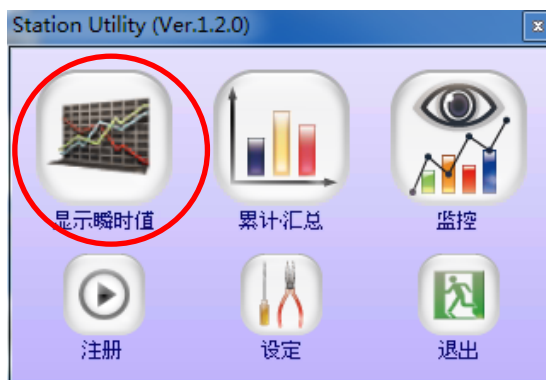 Station Utility (Ver.1.2.0)
显示瞬时值
累计·汇总
监控
注册
设定
退出